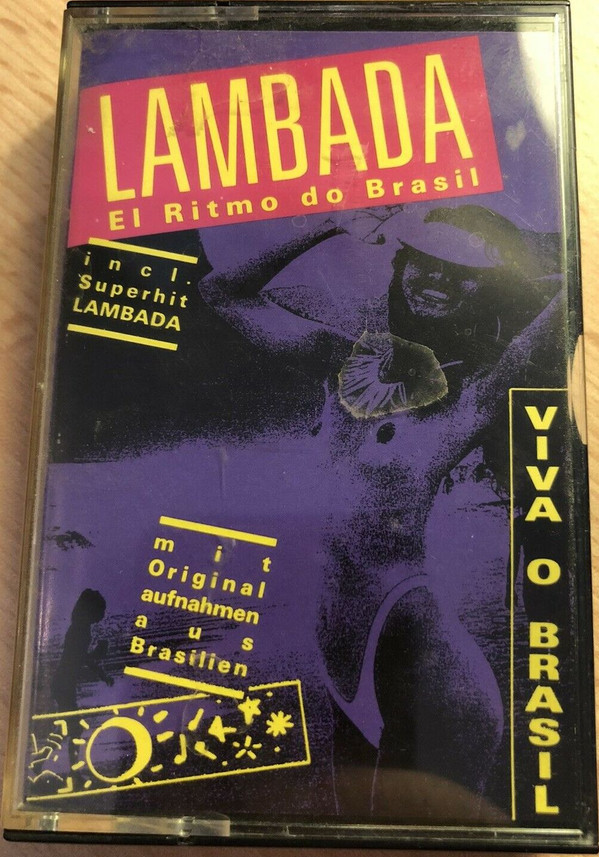 LAMBADA
El Ritmo do Brasil
incl.
Superhit
LAMBADA
VIVA O BRASIL
mit
Original
aufnahmen
aus
Brasilien